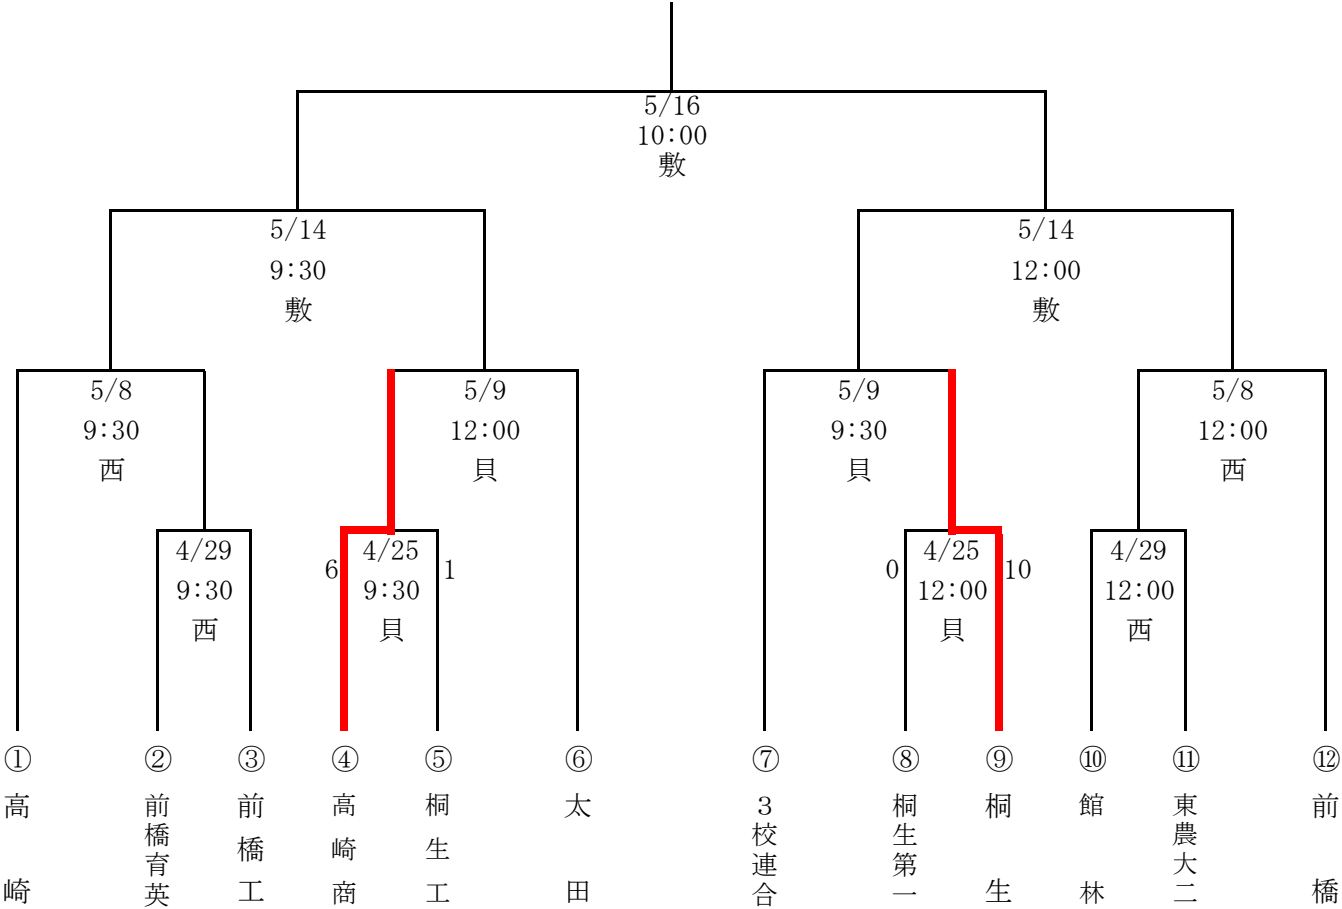 5/16
10:00
敷
5/14
9:30
敷
5/14
12:00
敷
5/8
9:30
西
5/9
12:00
貝
5/9
9:30
貝
5/8
12:00
西
4/29
9:30
西
6
4/25
9:30
貝
1
0
4/25
12:00
貝
10
4/29
12:00
西
① 高崎
② 前橋育英
③ 前橋工
④ 高崎商
⑤ 桐生工
⑥ 太田
⑦ 3校連合
⑧ 桐生第一
⑨ 桐生
⑩ 館林
⑪ 東農大二
⑫ 前橋